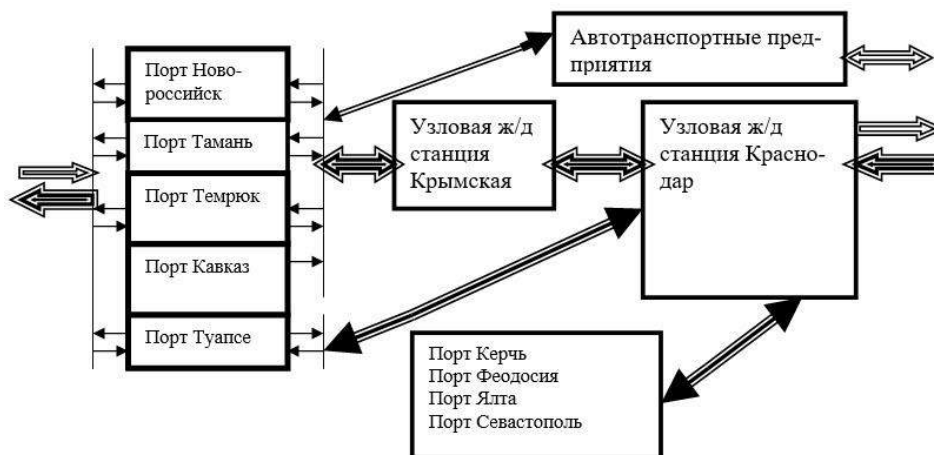 Порт Ново-
российск
Порт Тамань
Порт Темрюк
Порт Кавказ
Порт Туапсе
Автотранспортные пред-
приятия
Узловая ж/д
станция
Крымская
Узловая ж/д
станция Красно-
дар
Порт Керчь
Порт Феодосия
Порт Ялта
Порт Севастополь